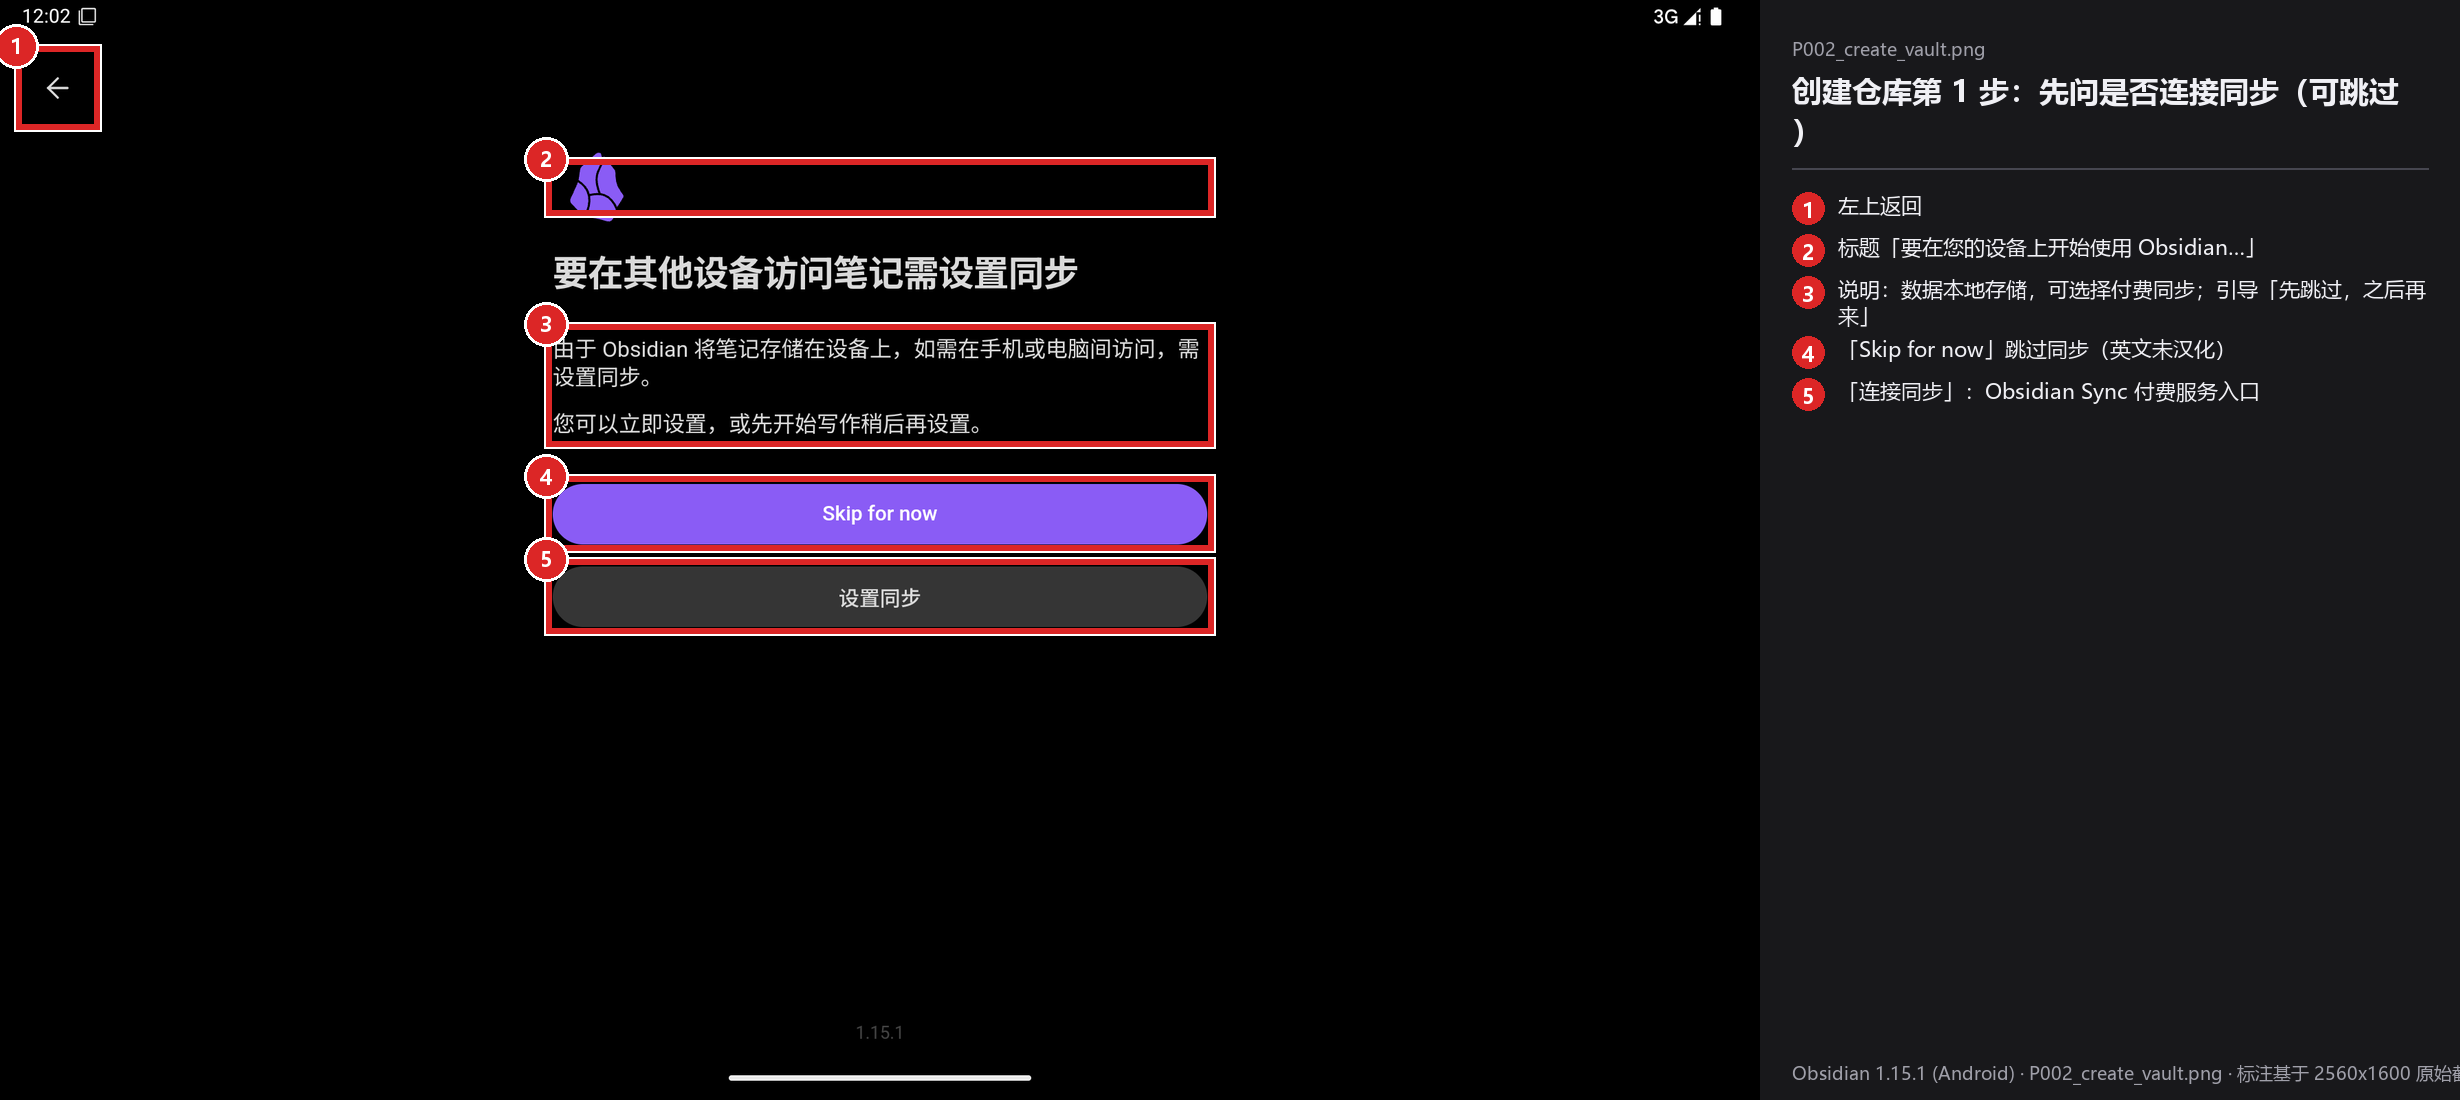 12:02
3G
1
2
要在其他设备访问笔记需设置同步
3
由于 Obsidian 将笔记存储在设备上，如需在手机或电脑间访问，需
设置同步。
您可以立即设置，或先开始写作稍后再设置。
4
Skip for now
5
设置同步
1.15.1
P002_create_vault.png
创建仓库第 1 步：先问是否连接同步（可跳过
）
1 左上返回
2 标题「要在您的设备上开始使用 Obsidian...」
3 说明：数据本地存储，可选择付费同步；引导「先跳过，之后再
来」
4 「Skip for now」跳过同步（英文未汉化）
5 「连接同步」：Obsidian Sync 付费服务入口
Obsidian 1.15.1 (Android) · P002_create_vault.png · 标注基于 2560x1600 原始